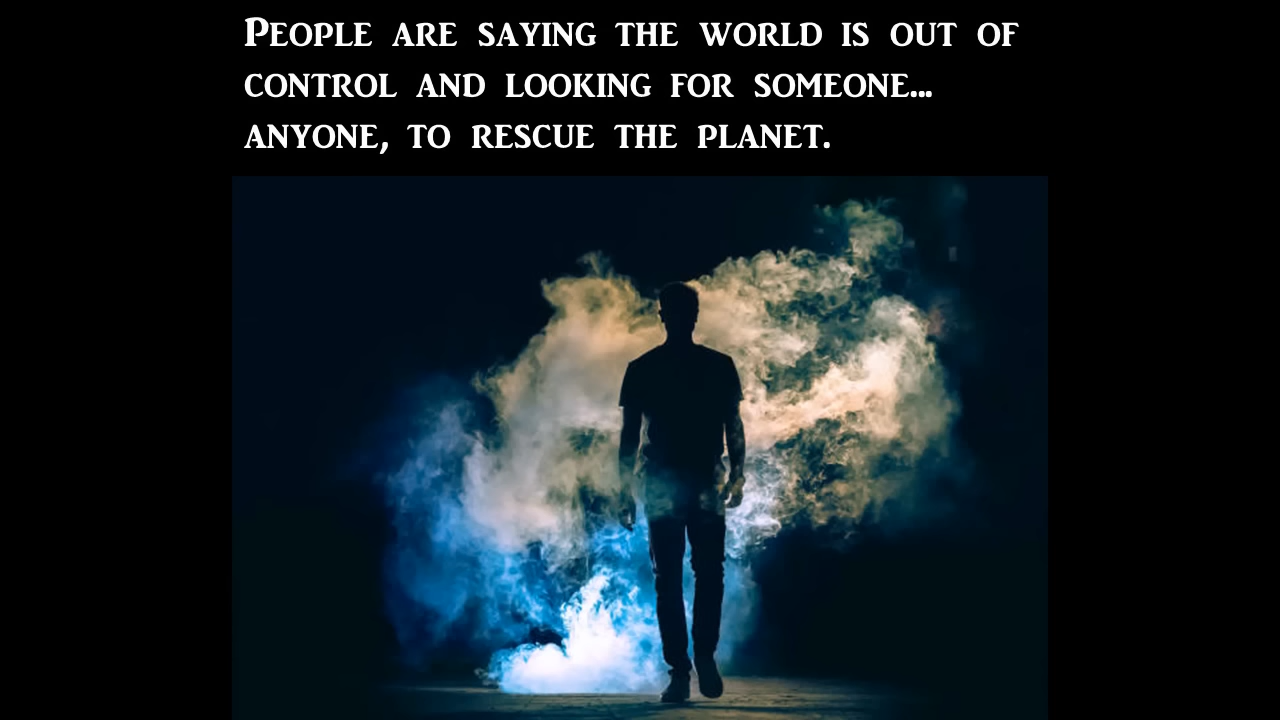 People are saying the world is out of
control and looking for someone...
anyone, to rescue the planet.